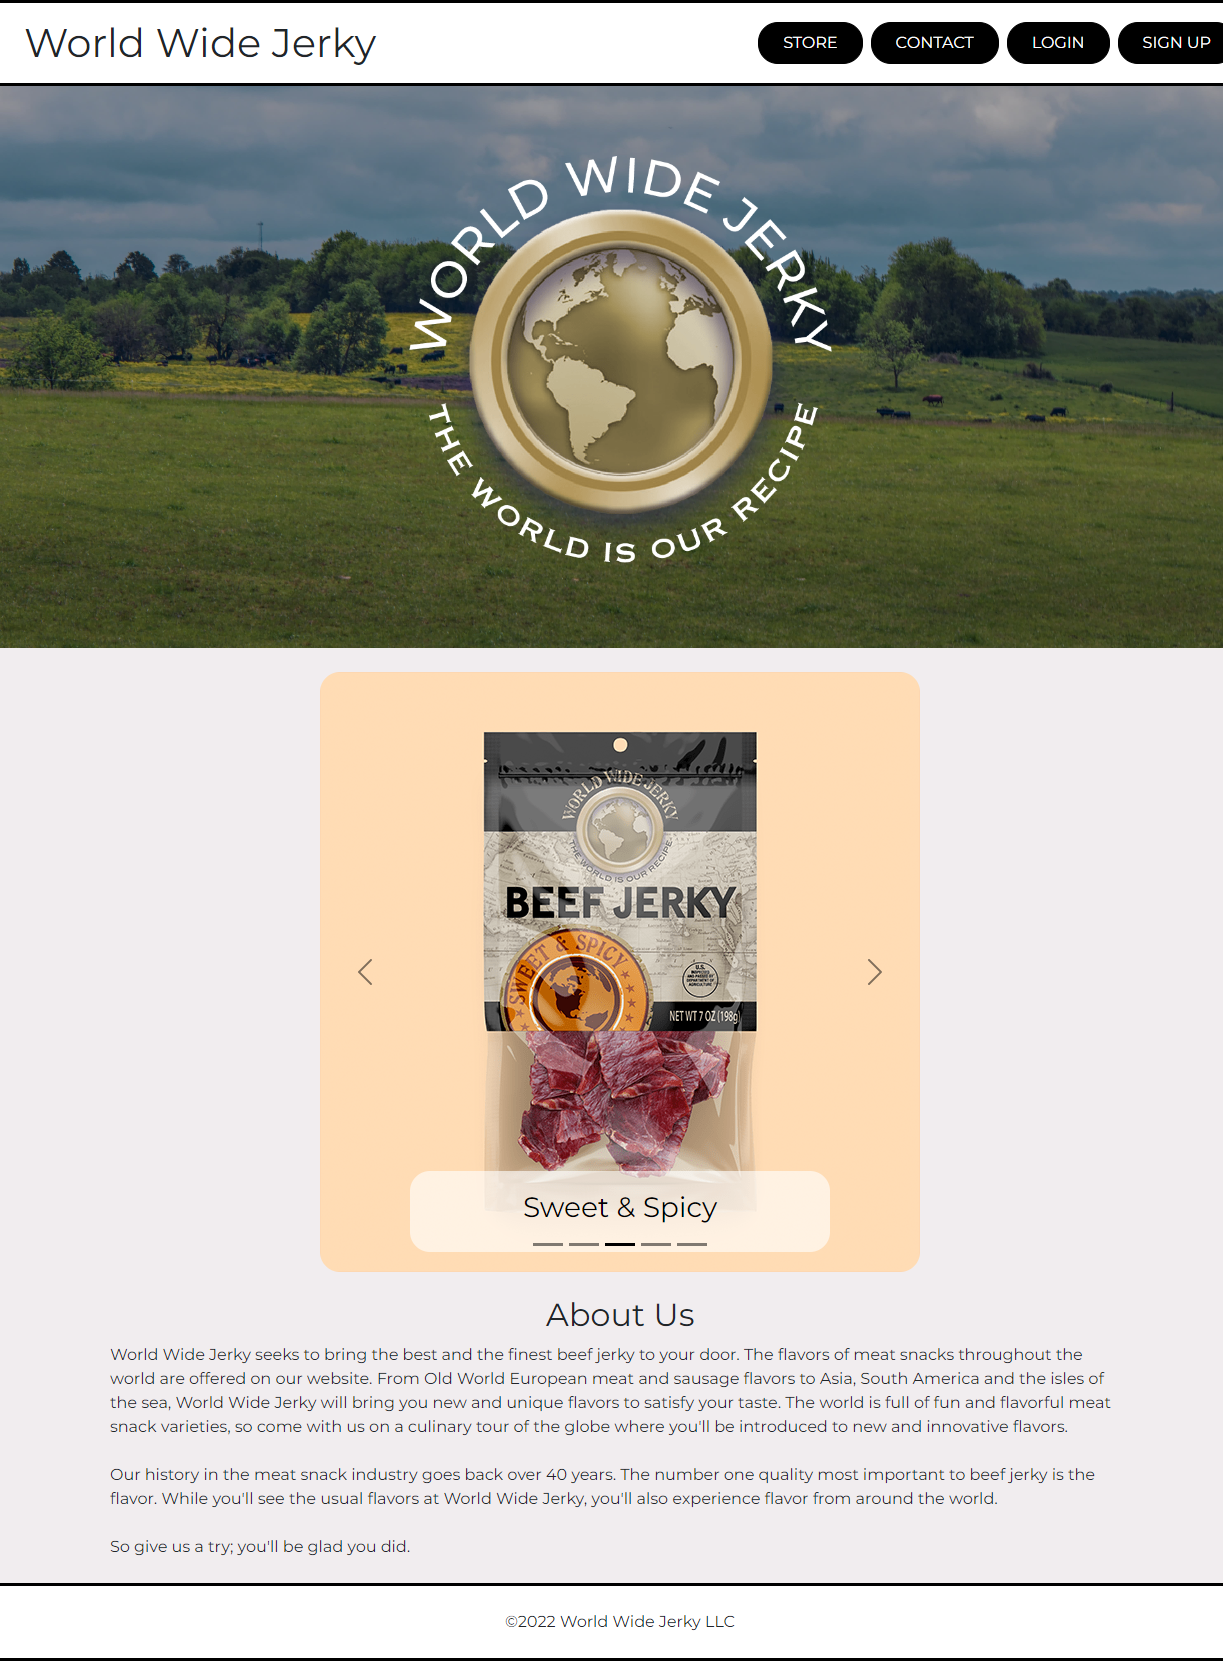 World Wide Jerky
STORE
CONTACT
LOGIN
SIGN UP
WORLD WIDE JERKY
THE WORLD IS OUR RECIPE
WORLD WIDE JERKY
THE WORLD IS OUR RECIPE
BEEF JERKY
SWEET & SPICY
U.S.
INSPECTED
AND PASSED BY
DEPARTMENT OF
AGRICULTURE
NET WT 7 OZ (198g)
Sweet & Spicy
About Us
World Wide Jerky seeks to bring the best and the finest beef jerky to your door. The flavors of meat snacks throughout the
world are offered on our website. From Old World European meat and sausage flavors to Asia, South America and the isles of
the sea, World Wide Jerky will bring you new and unique flavors to satisfy your taste. The world is full of fun and flavorful meat
snack varieties, so come with us on a culinary tour of the globe where you'll be introduced to new and innovative flavors.
Our history in the meat snack industry goes back over 40 years. The number one quality most important to beef jerky is the
flavor. While you'll see the usual flavors at World Wide Jerky, you'll also experience flavor from around the world.
So give us a try; you'll be glad you did.
©2022 World Wide Jerky LLC